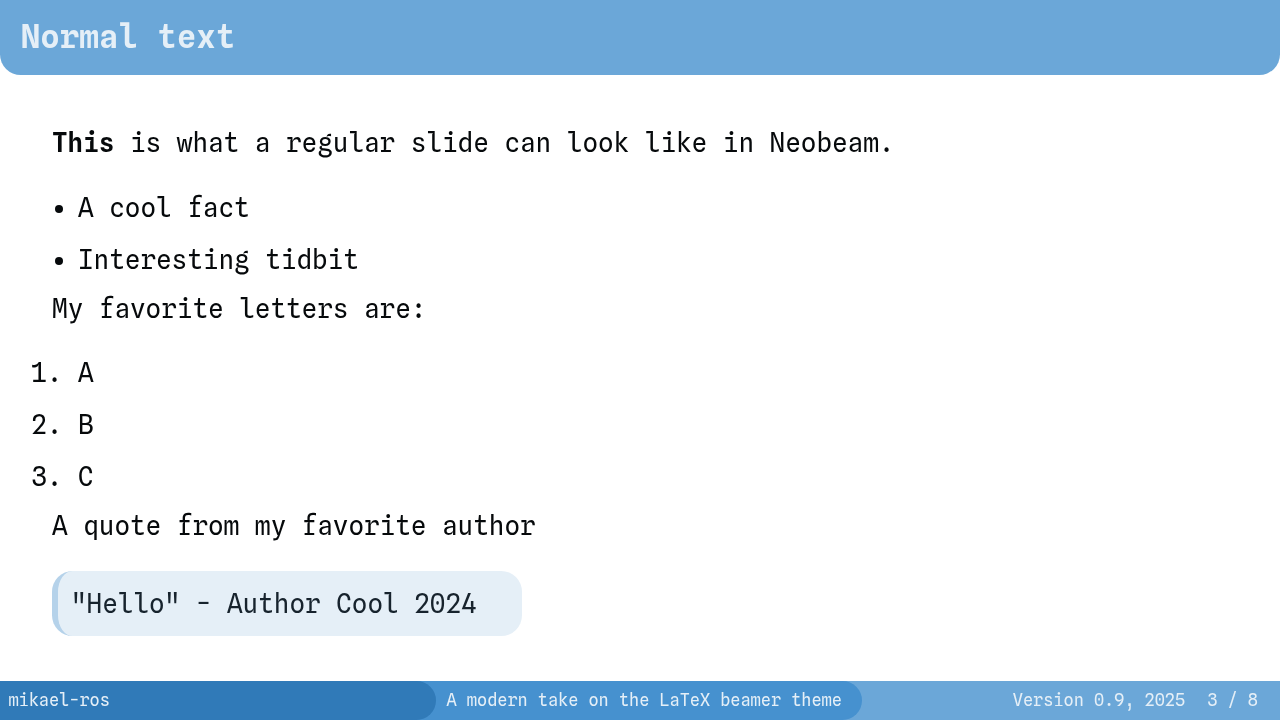 Normal text
This is what a regular slide can look like in Neobeam.
• A cool fact
• Interesting tidbit
My favorite letters are:
1. A
2. B
3. C
A quote from my favorite author
"Hello" - Author Cool 2024
mikael-ros
A modern take on the LaTeX beamer theme
Version 0.9, 2025 3 / 8